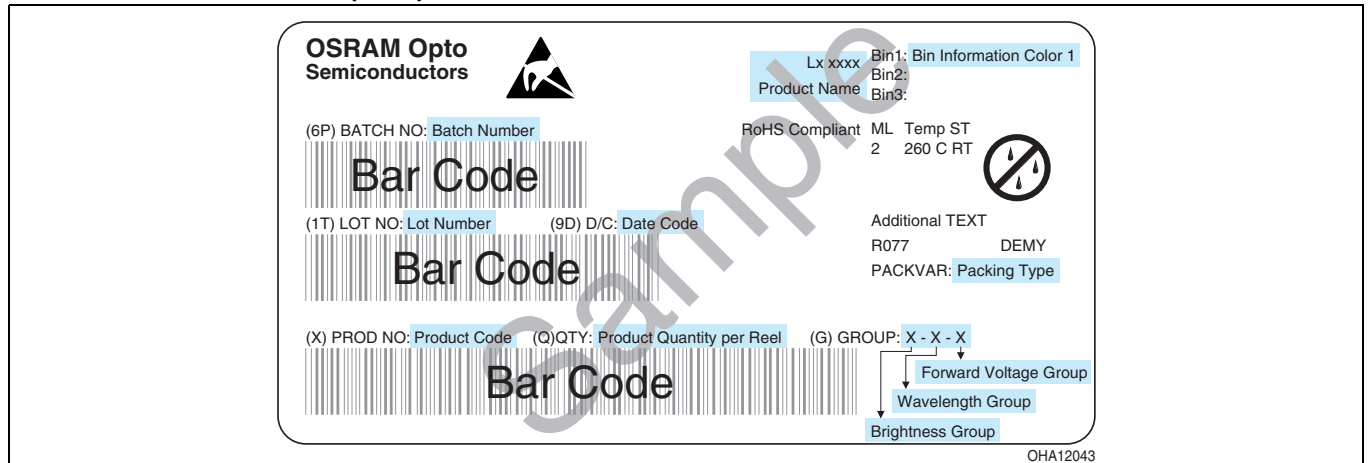 OSRAM Opto
Semiconductors
Lx xxxx
Product Name
Bin1: Bin Information Color 1
Bin2:
Bin3:
(6P) BATCH NO: Batch Number
Bar Code
RoHS Compliant
ML Temp ST
2 260 C RT
(1T) LOT NO: Lot Number (9D) D/C: Date Code
Bar Code
Additional TEXT
R077 DEMY
PACKVAR: Packing Type
(X) PROD NO: Product Code (Q)QTY: Product Quantity per Reel (G) GROUP: X - X - X
Bar Code
Forward Voltage Group
Wavelength Group
Brightness Group
Sample
OHA12043